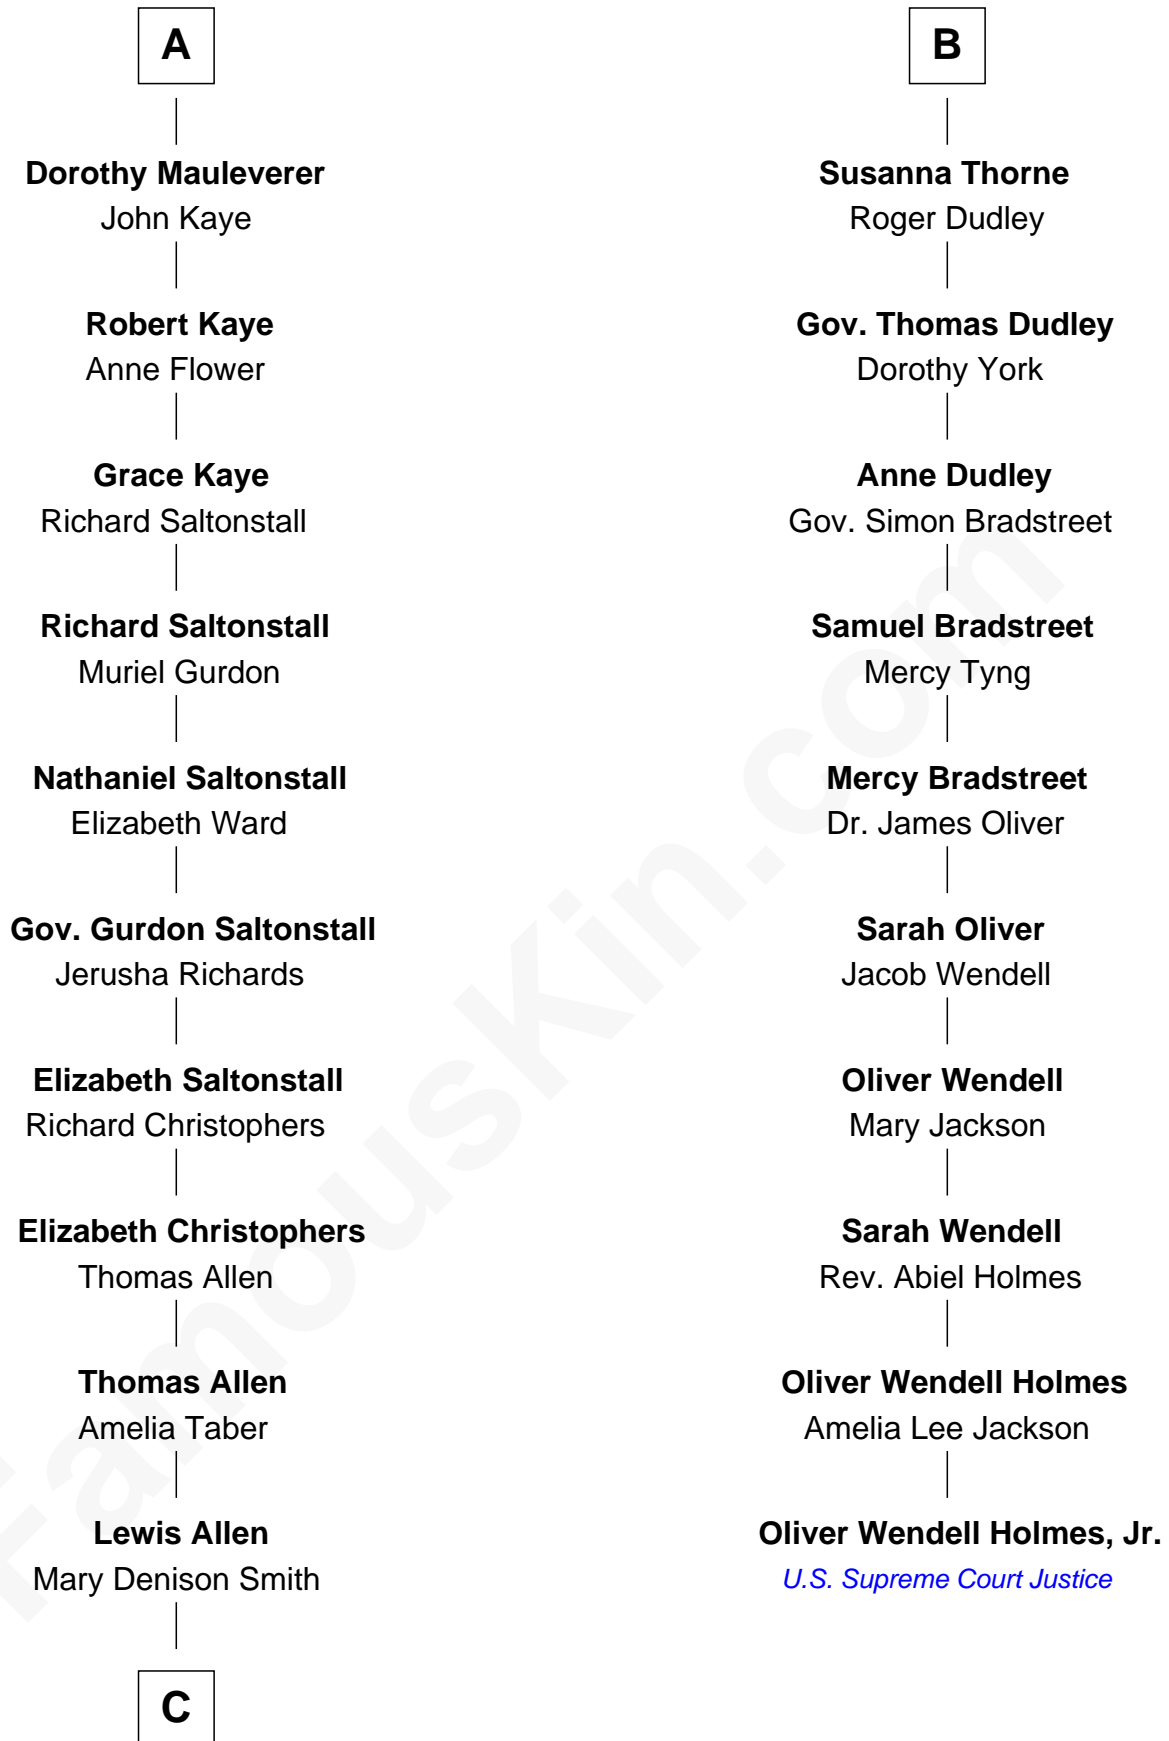 A
Dorothy Mauleverer
John Kaye
Robert Kaye
Anne Flower
Grace Kaye
Richard Saltonstall
Richard Saltonstall
Muriel Gurdon
Nathaniel Saltonstall
Elizabeth Ward
Gov. Gurdon Saltonstall
Jerusha Richards
Elizabeth Saltonstall
Richard Christophers
Elizabeth Christophers
Thomas Allen
Thomas Allen
Amelia Taber
Lewis Allen
Mary Denison Smith
C
B
Susanna Thorne
Roger Dudley
Gov. Thomas Dudley
Dorothy York
Anne Dudley
Gov. Simon Bradstreet
Samuel Bradstreet
Mercy Tyng
Mercy Bradstreet
Dr. James Oliver
Sarah Oliver
Jacob Wendell
Oliver Wendell
Mary Jackson
Sarah Wendell
Rev. Abiel Holmes
Oliver Wendell Holmes
Amelia Lee Jackson
Oliver Wendell Holmes, Jr.
U.S. Supreme Court Justice
FamousKin.com